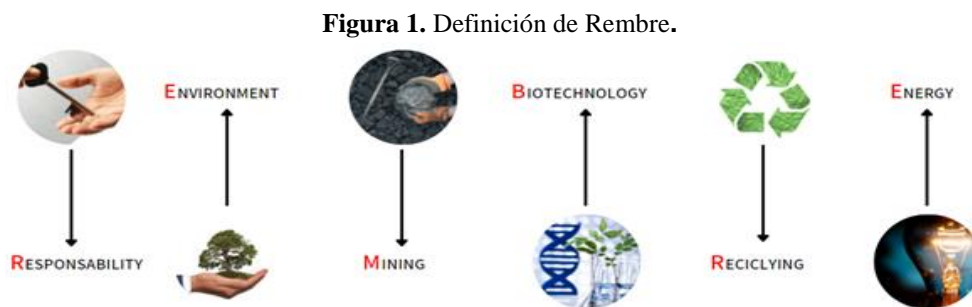 Figura 1. Definición de Rembre.
ENVIRONMENT
BIOTECHNOLOGY
ENERGY
RESPONSABILITY
MINING
RECICLYING